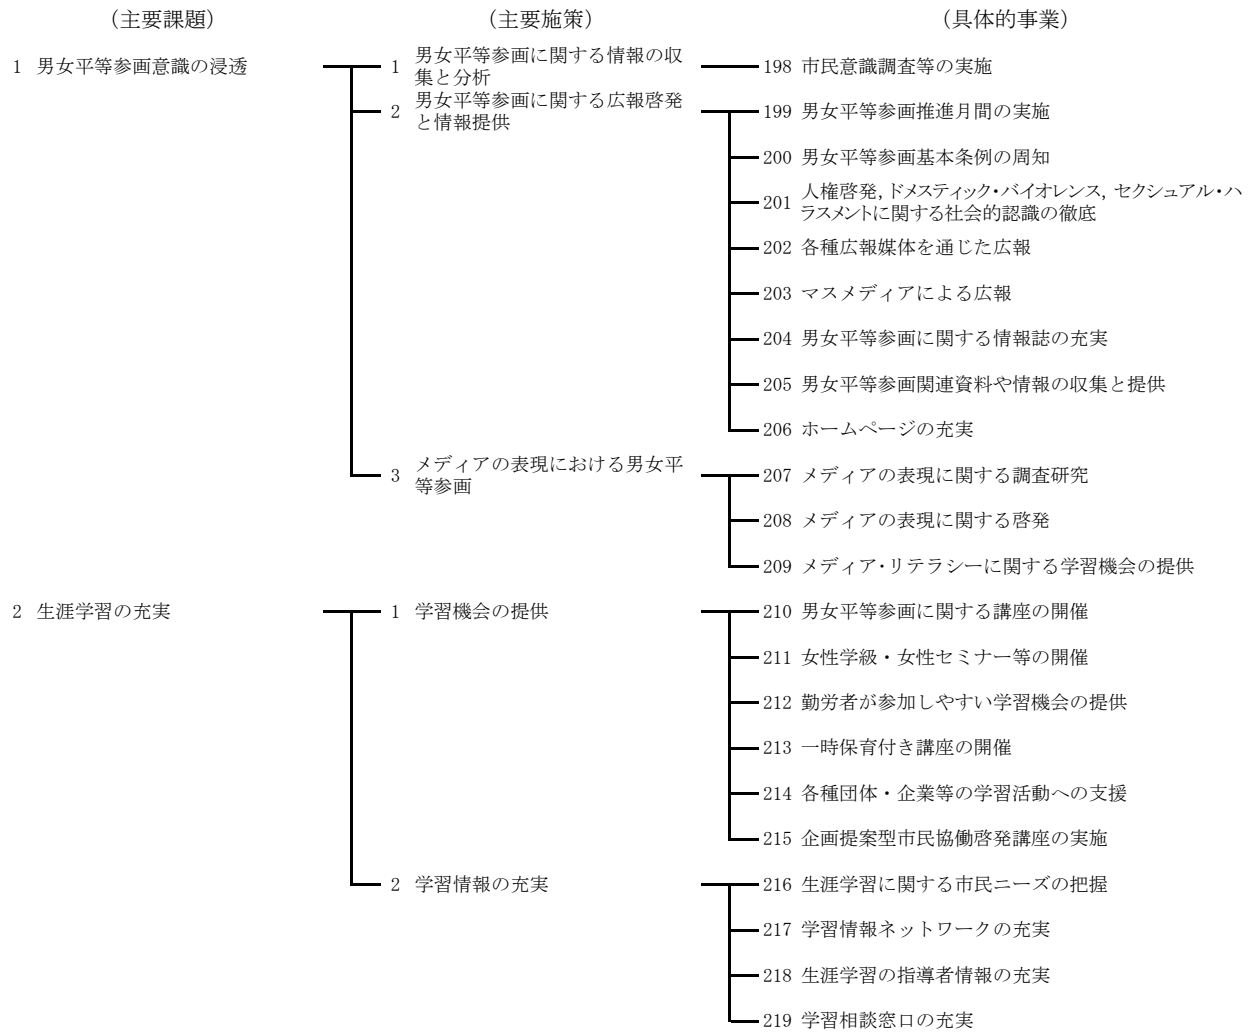 （主要課題）
（主要施策）
（具体的事業）
1 男女平等参画意識の浸透
1 男女平等参画に関する情報の収
集と分析
198 市民意識調査等の実施
2 男女平等参画に関する広報啓発
と情報提供
199 男女平等参画推進月間の実施
200 男女平等参画基本条例の周知
201 人権啓発，ドメスティック・バイオレンス，セクシュアル・ハ
ラスメントに関する社会的認識の徹底
202 各種広報媒体を通じた広報
203 マスメディアによる広報
204 男女平等参画に関する情報誌の充実
205 男女平等参画関連資料や情報の収集と提供
206 ホームページの充実
3 メディアの表現における男女平
等参画
207 メディアの表現に関する調査研究
208 メディアの表現に関する啓発
209 メディア・リテラシーに関する学習機会の提供
2 生涯学習の充実
1 学習機会の提供
210 男女平等参画に関する講座の開催
211 女性学級・女性セミナー等の開催
212 勤労者が参加しやすい学習機会の提供
213 一時保育付き講座の開催
214 各種団体・企業等の学習活動への支援
215 企画提案型市民協働啓発講座の実施
2 学習情報の充実
216 生涯学習に関する市民ニーズの把握
217 学習情報ネットワークの充実
218 生涯学習の指導者情報の充実
219 学習相談窓口の充実